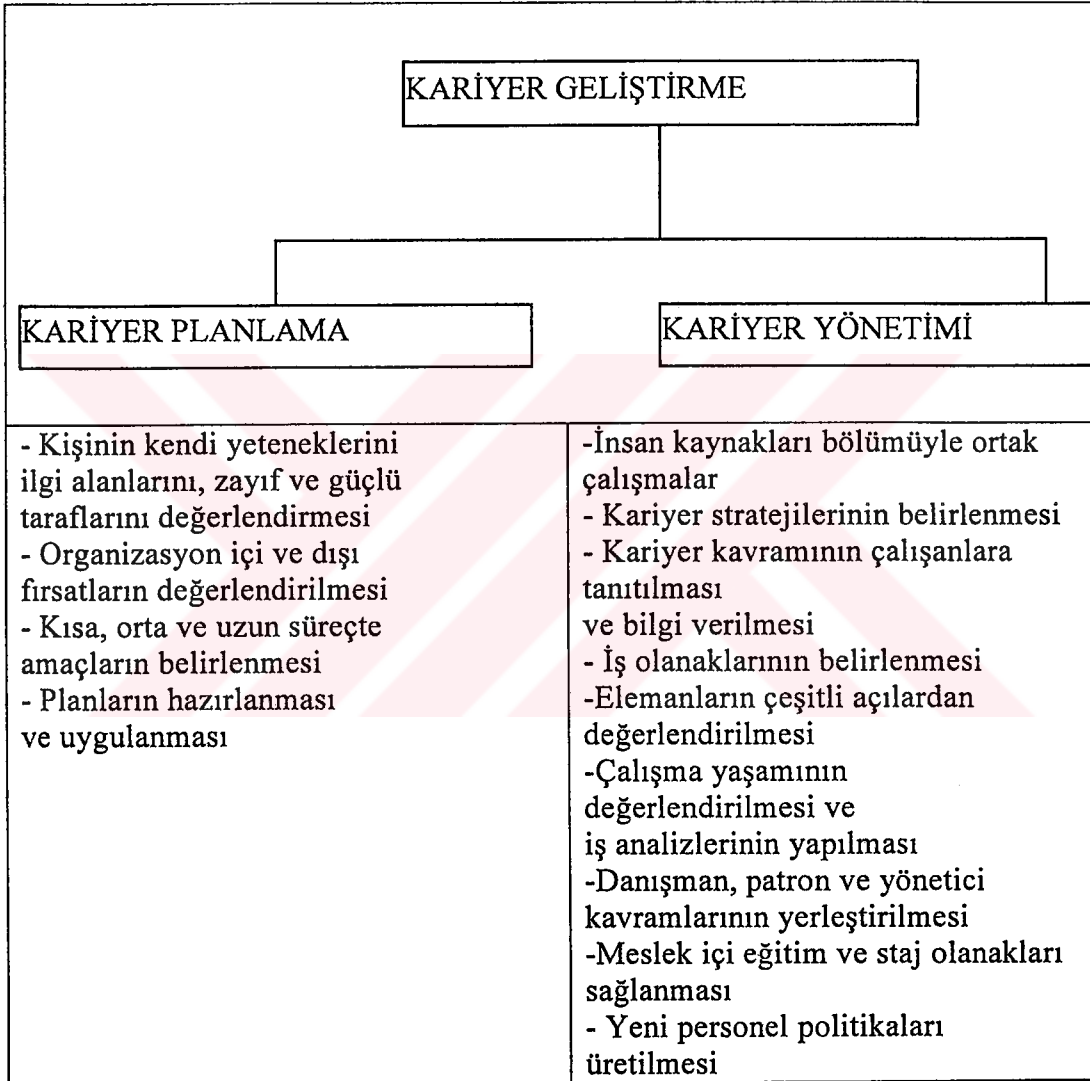 KARİYER GELİŞTİRME
KARİYER PLANLAMA
KARİYER YÖNETİMİ
- Kişinin kendi yeteneklerini
ilgi alanlarını, zayıf ve güçlü
taraflarını değerlendirmesi
- Organizasyon içi ve dışı
fırsatların değerlendirilmesi
- Kısa, orta ve uzun süreçte
amaçların belirlenmesi
- Planların hazırlanması
ve uygulanması
-İnsan kaynakları bölümüyle ortak
çalışmalar
- Kariyer stratejilerinin belirlenmesi
- Kariyer kavramının çalışanlara
tanıtılması
ve bilgi verilmesi
- İş olanaklarının belirlenmesi
-Elemanların çeşitli açılardan
değerlendirilmesi
-Çalışma yaşamının
değerlendirilmesi ve
iş analizlerinin yapılması
-Danışman, patron ve yönetici
kavramlarının yerleştirilmesi
-Meslek içi eğitim ve staj olanakları
sağlanması
- Yeni personel politikaları
üretilmesi